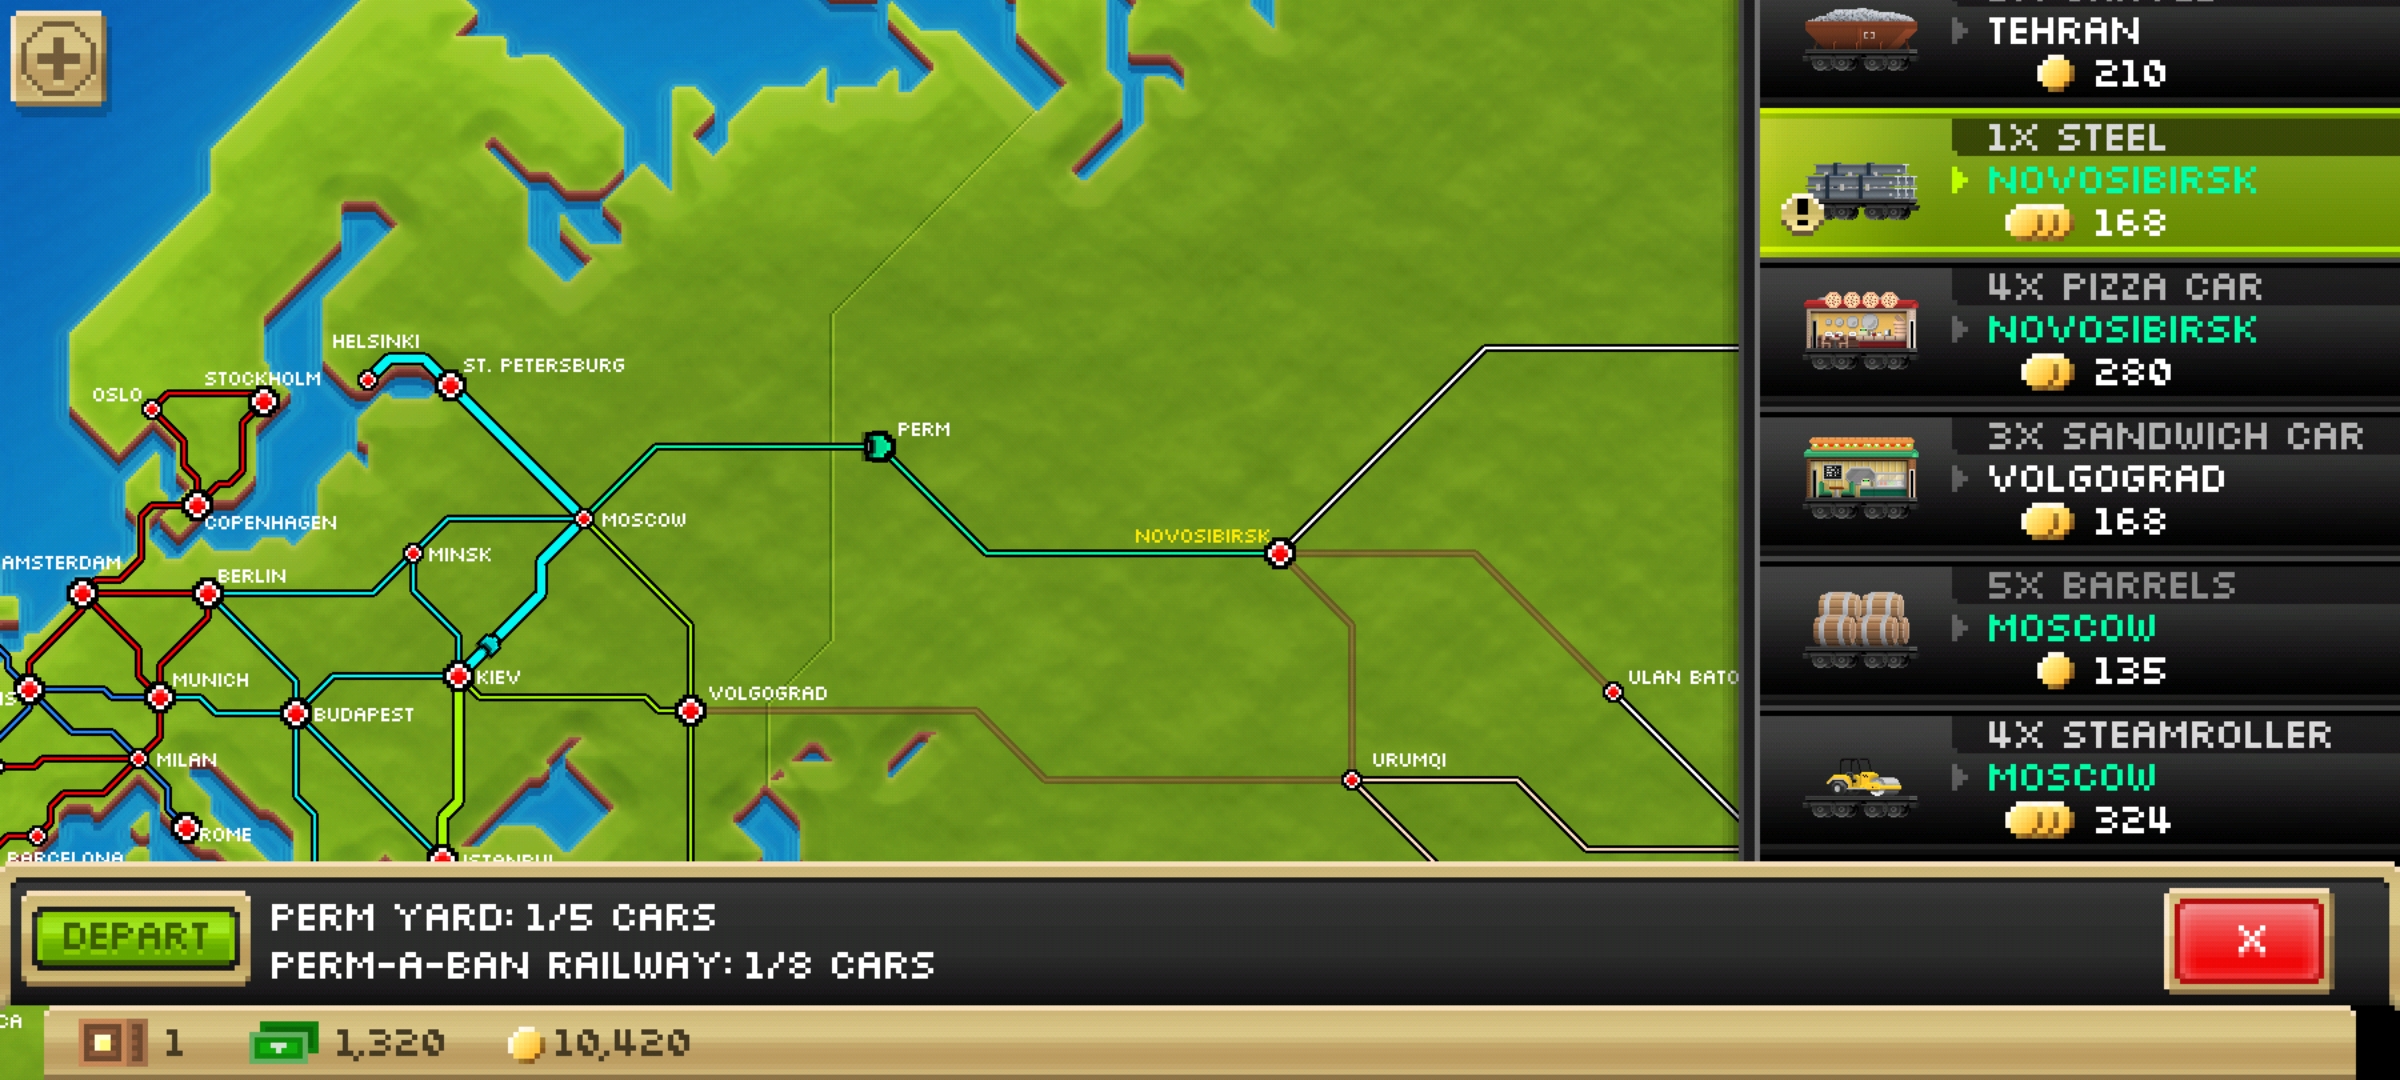 TEHRAN
210
1X STEEL
NOVOSIBIRSK
168
4X PIZZA CAR
NOVOSIBIRSK
280
3X SANDWICH CAR
VOLGOGRAD
168
5X BARRELS
MOSCOW
135
4X STEAMROLLER
MOSCOW
324
HELSINKI
ST. PETERSBURG
STOCKHOLM
OSLO
PERM
COPENHAGEN
MOSCOW
NOVOSIBIRSK
MINSK
AMSTERDAM
BERLIN
KIEV
MUNICH
ULAN BATO
VOLGOGRAD
BUDAPEST
MILAN
URUMQI
ROME
BARCELONA
ISTANBUL
DEPART
PERM YARD: 1/5 CARS
PERM-A-BAN RAILWAY: 1/8 CARS
X
CA
1
1,320
10,420